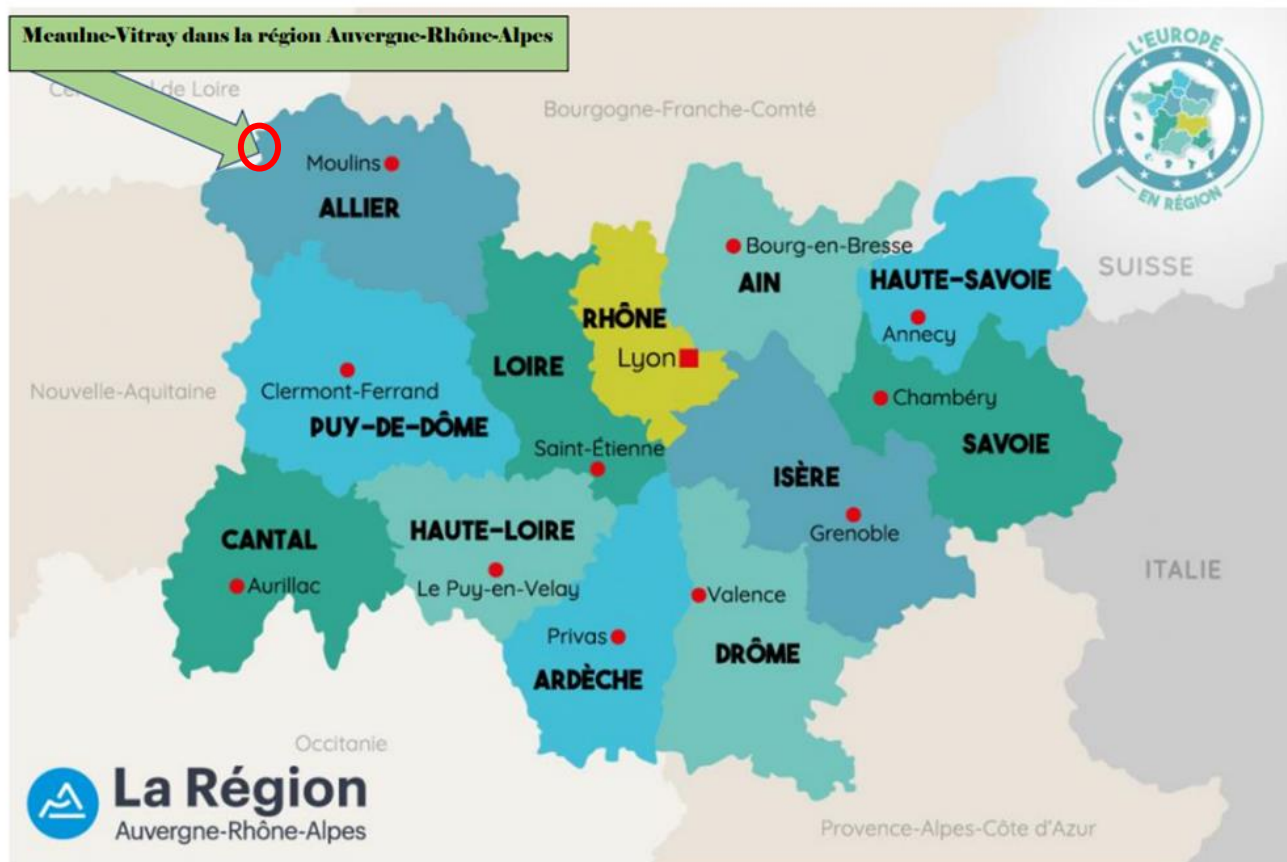 Meaulne-Vitray dans la région Auvergne-Rhône-Alpes
L'EUROPE
EN RÉGION
de Loire
Bourgogne-Franche-Comté
Moulins
ALLIER
Bourg-en-Bresse
AIN
HAUTE-SAVOIE
SUISSE
RHÔNE
Annecy
LOIRE
Lyon
Nouvelle-Aquitaine
Clermont-Ferrand
Chambéry
PUY-DE-DÔME
SAVOIE
Saint-Étienne
ISÈRE
HAUTE-LOIRE
CANTAL
Grenoble
ITALIE
Aurillac
Le Puy-en-Velay
Valence
Privas
DRÔME
ARDÈCHE
Occitanie
La Région
Auvergne-Rhône-Alpes
Provence-Alpes-Côte d'Azur